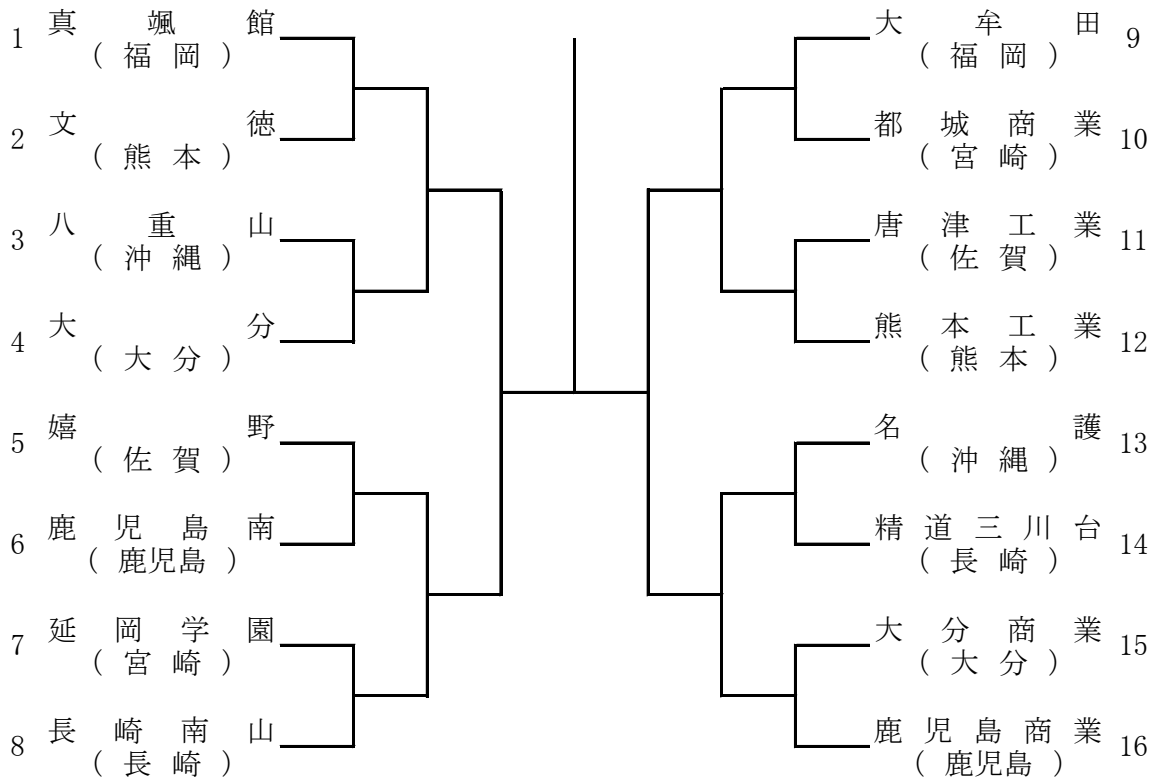 1 真颯館
(福岡)
2 文徳
(熊本)
3 八重山
(沖縄)
4 大分
(大分)
5 嬉野
(佐賀)
6 鹿児島南
(鹿児島)
7 延岡学園
(宮崎)
8 長崎南山
(長崎)
大牟田 9
(福岡)
都城商業 10
(宮崎)
唐津工業 11
(佐賀)
熊本工業 12
(熊本)
名護 13
(沖縄)
精道三川台 14
(長崎)
大分商業 15
(大分)
鹿児島商業 16
(鹿児島)